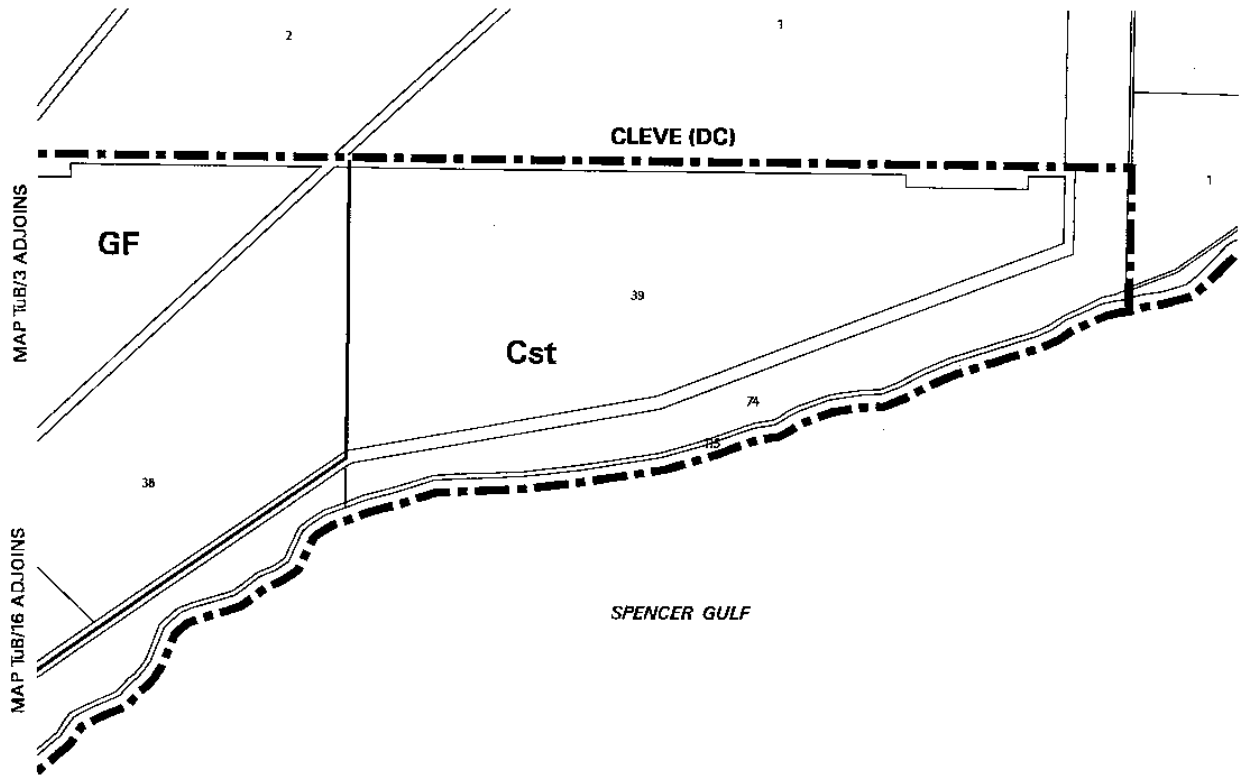 2
1
CLEVE (DC)
1
GF
MAP TuB/3 ADJOINS
39
Cst
74
38
MAP TuB/16 ADJOINS
SPENCER GULF